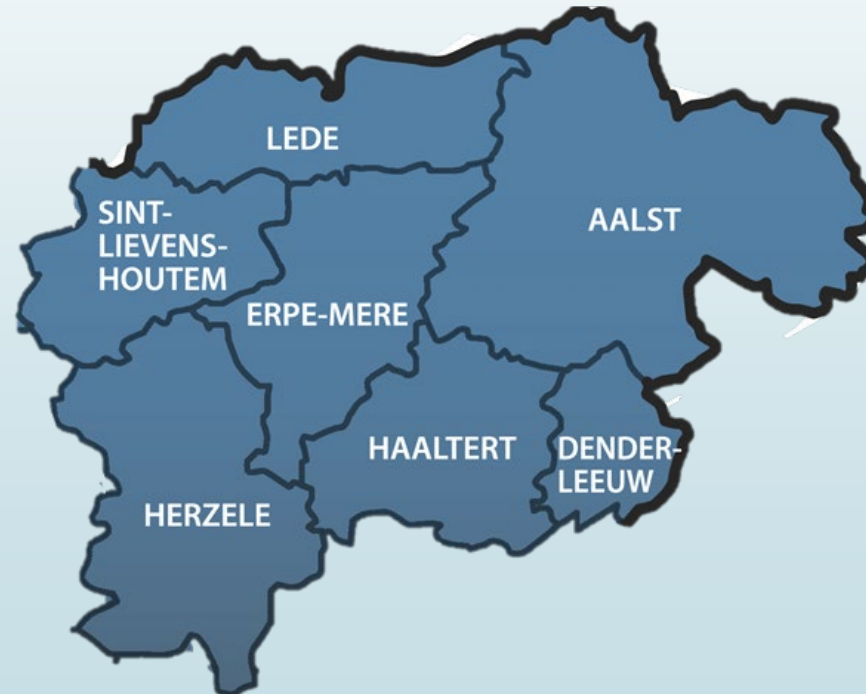 LEDE
SINT-
LIEVENS-
HOUTEM
AALST
ERPE-MERE
HAALTERT
DENDER-
LEEUW
HERZELE